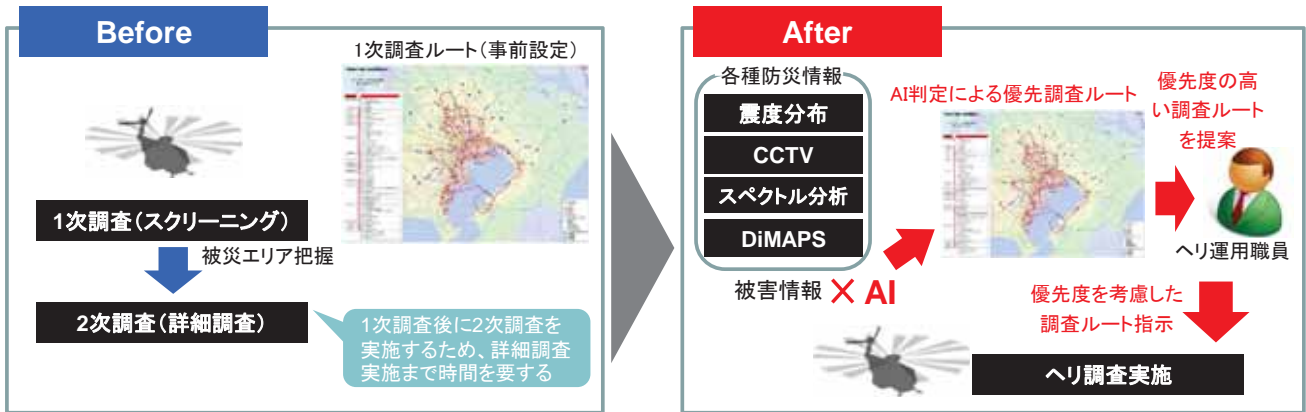 Before
1次調査ルート(事前設定)
1次調査(スクリーニング)
被災エリア把握
2次調査(詳細調査)
1次調査後に2次調査を
実施するため、詳細調査
実施まで時間を要する
After
各種防災情報
震度分布
CCTV
スペクトル分析
DiMAPS
被害情報 × AI
AI判定による優先調査ルート
優先度の高
い調査ルート
を提案
ヘリ運用職員
優先度を考慮した
調査ルート指示
ヘリ調査実施